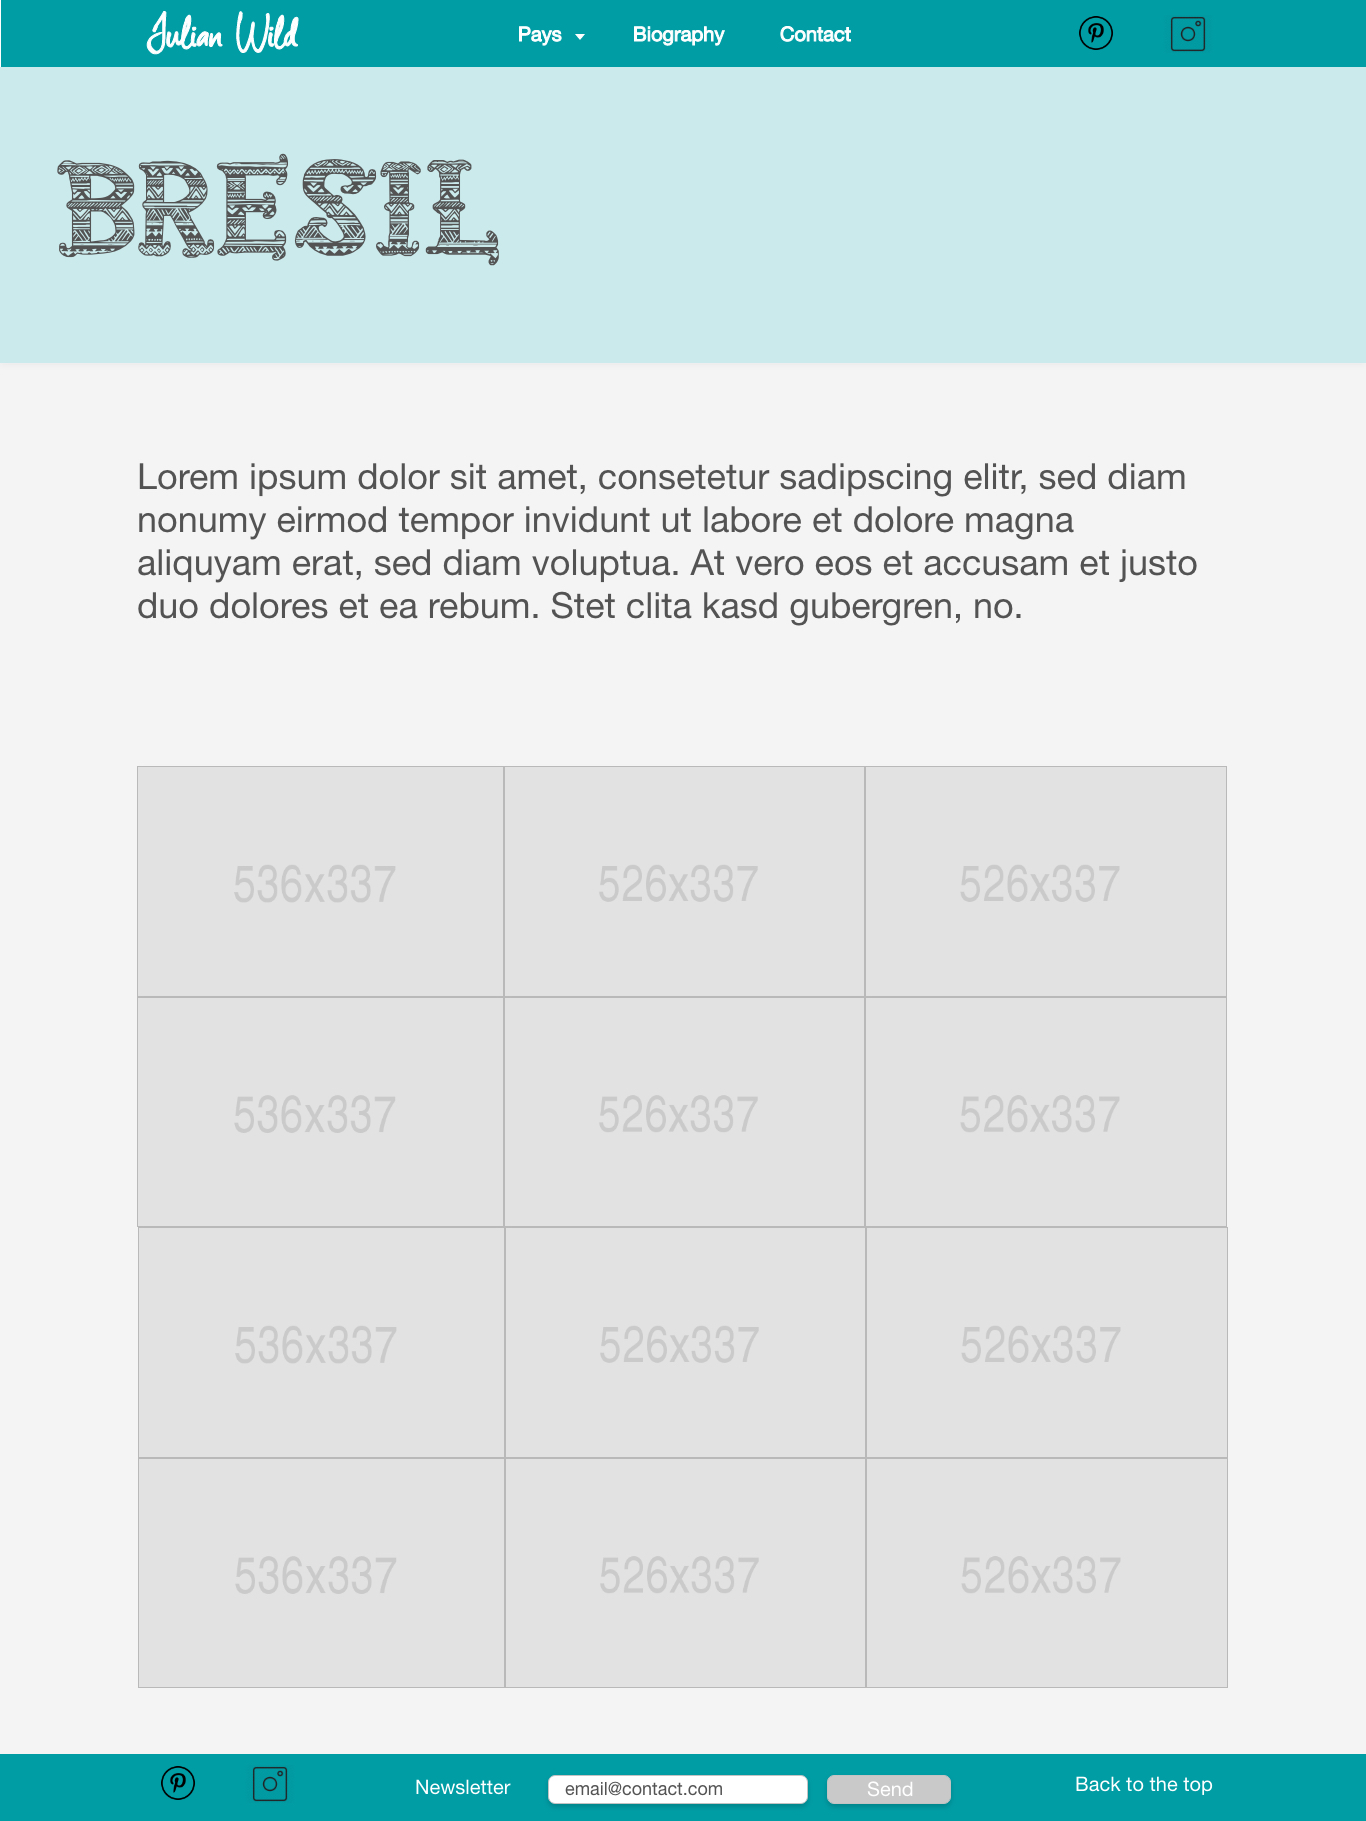 Julian Wild
Pays
Biography
Contact
BRESIL
Lorem ipsum dolor sit amet, consetetur sadipscing elitr, sed diam
nonumy eirmod tempor invidunt ut labore et dolore magna
aliquyam erat, sed diam voluptua. At vero eos et accusam et justo
duo dolores et ea rebum. Stet clita kasd gubergren, no.
536x337
526x337
526x337
536x337
526x337
526x337
536x337
526x337
526x337
536x337
526x337
526x337
Newsletter
email@contact.com
Send
Back to the top